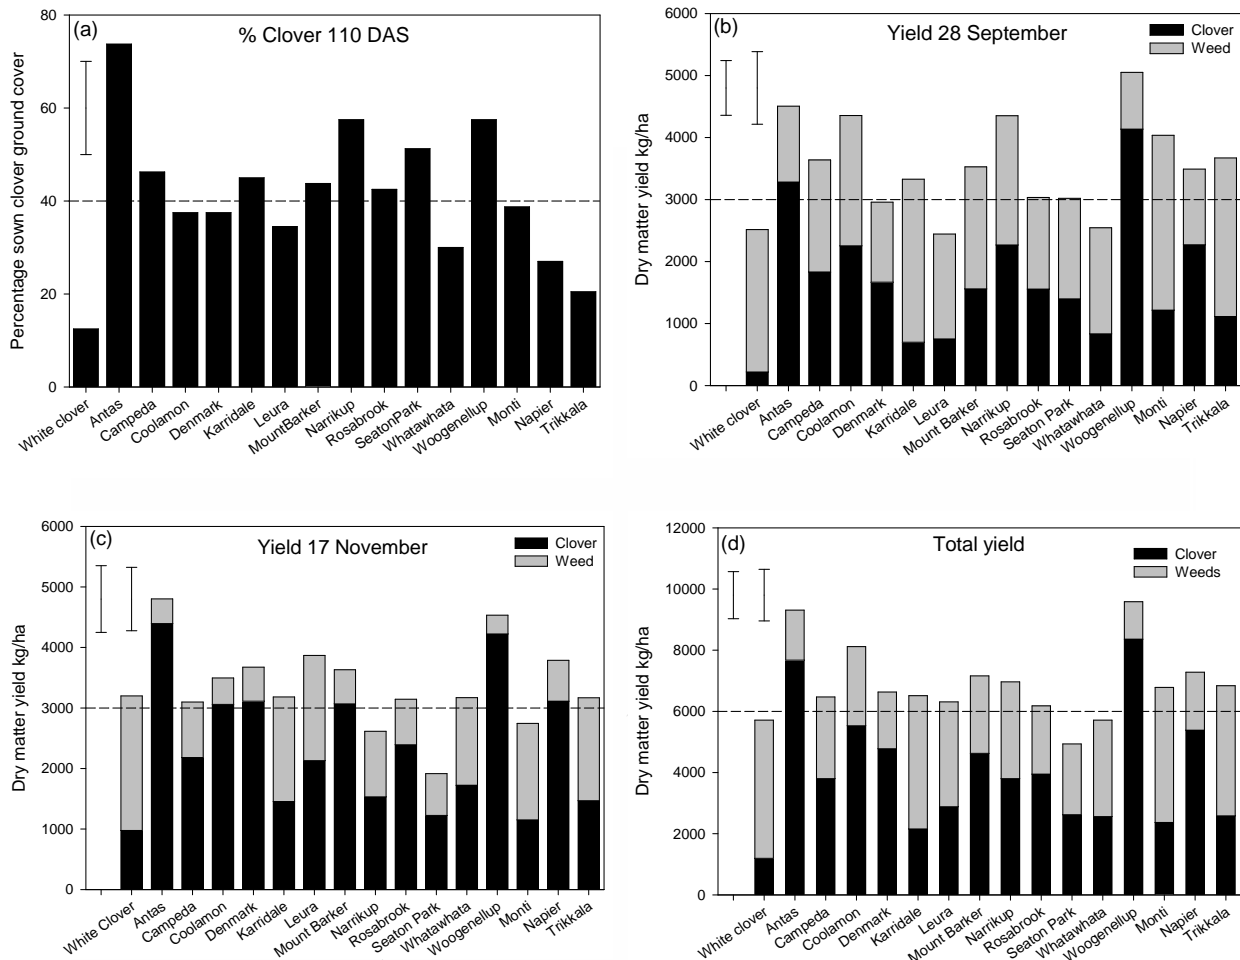 (a)
% Clover 110 DAS
Percentage sown clover ground cover
80
60
40
20
0
White clover
Antas
Campeda
Coolamon
Denmark
Karridale
Leura
MountBarker
Narrikup
Rosabrook
SeatonPark
Whatawhata
Woogenellup
Monti
Napier
Trikkala
(b)
Yield 28 September
Clover
Weed
Dry matter yield kg/ha
6000
5000
4000
3000
2000
1000
0
White clover
Antas
Campeda
Coolamon
Denmark
Karridale
Leura
Mount Barker
Narrikup
Rosabrook
Seaton Park
Whatawhata
Woogenellup
Monti
Napier
Trikkala
(c)
Yield 17 November
Clover
Weed
Dry matter yield kg/ha
6000
5000
4000
3000
2000
1000
0
White Clover
Antas
Campeda
Coolamon
Denmark
Karridale
Leura
Mount Barker
Narrikup
Rosabrook
Seaton Park
Whatawhata
Woogenellup
Monti
Napier
Trikkala
(d)
Total yield
Clover
Weeds
Dry matter yield kg/ha
12000
10000
8000
6000
4000
2000
0
White clover
Antas
Campeda
Coolamon
Denmark
Karridale
Leura
Mount Barker
Narrikup
Rosabrook
Seaton Park
Whatawhata
Woogenellup
Monti
Napier
Trikkala